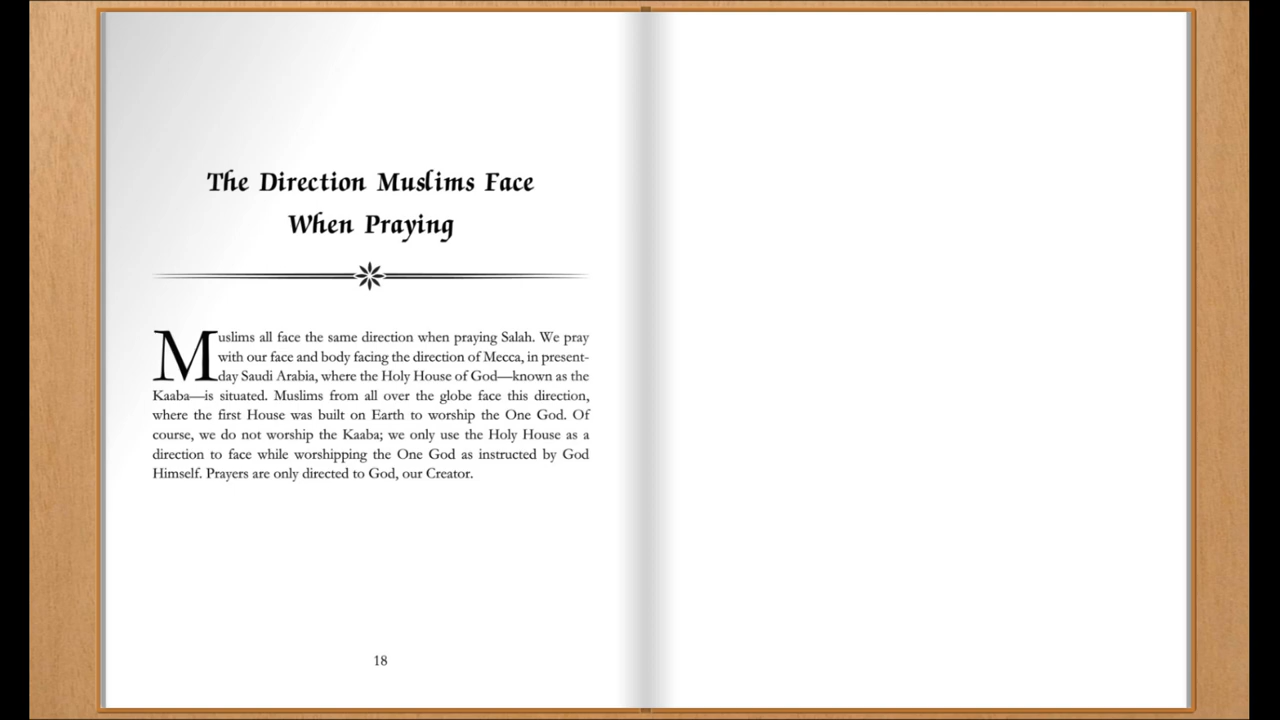 The Direction Muslims Face
When Praying
Muslims all face the same direction when praying Salah. We pray
with our face and body facing the direction of Mecca, in present-
day Saudi Arabia, where the Holy House of God—known as the
Kaaba—is situated. Muslims from all over the globe face this direction,
where the first House was built on Earth to worship the One God. Of
course, we do not worship the Kaaba; we only use the Holy House as a
direction to face while worshipping the One God as instructed by God
Himself. Prayers are only directed to God, our Creator.
18